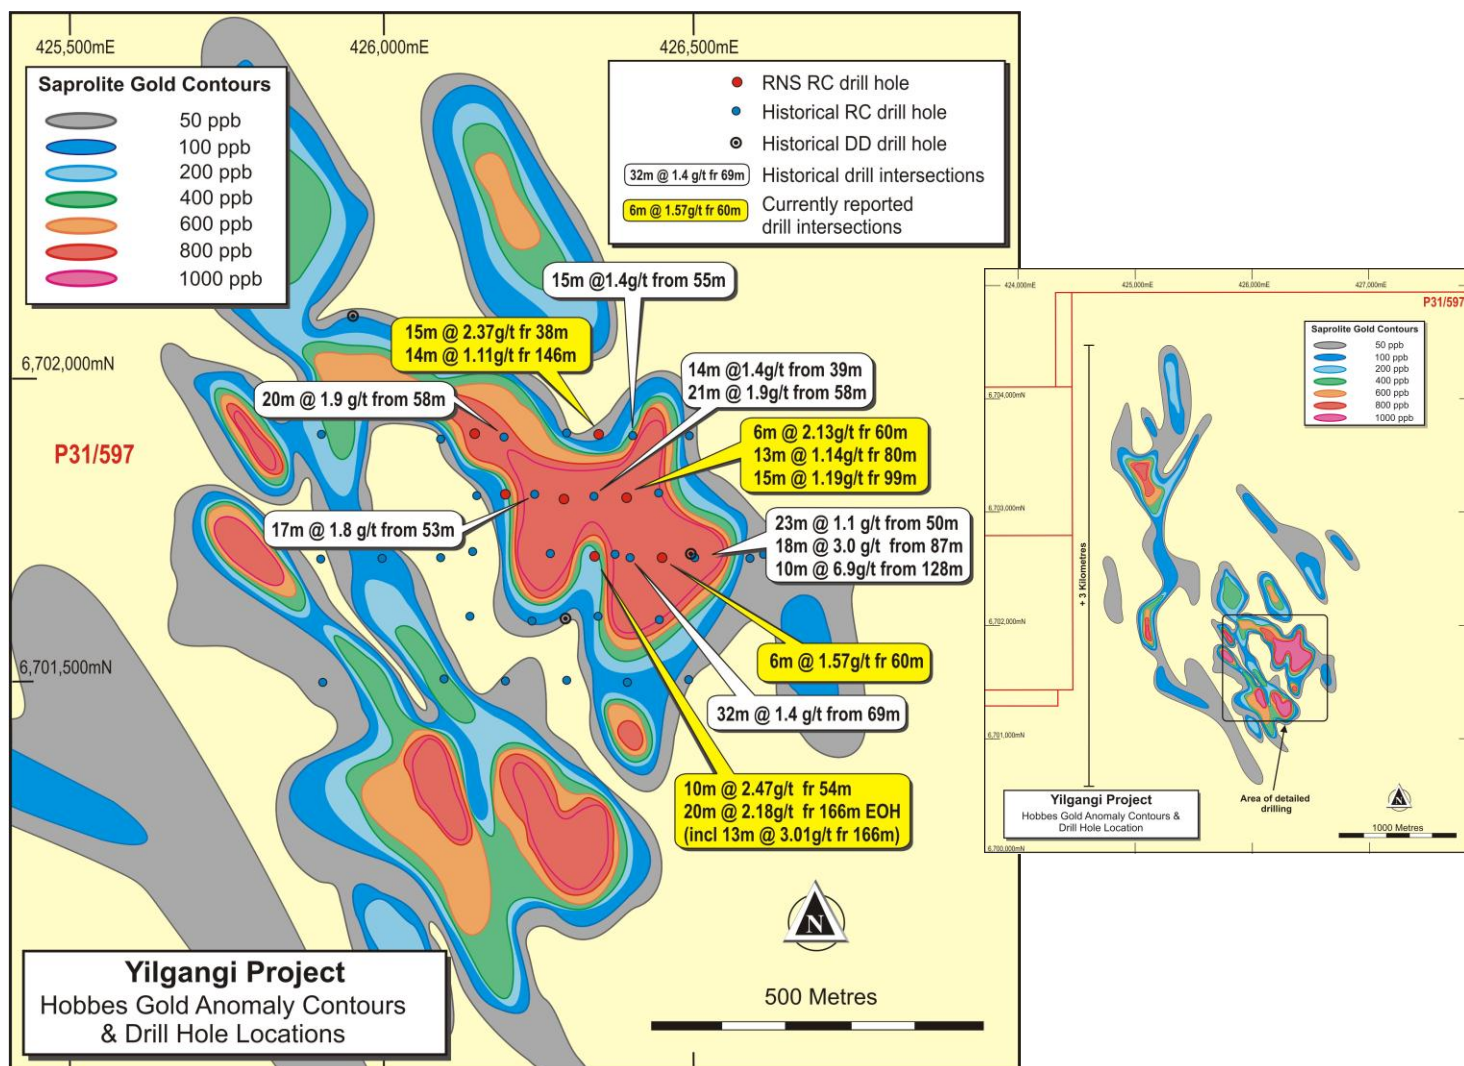 425,500mE
426,000mE
426,500mE
Saprolite Gold Contours
50 ppb
100 ppb
200 ppb
400 ppb
600 ppb
800 ppb
1000 ppb
RNS RC drill hole
Historical RC drill hole
Historical DD drill hole
32m @ 1.4 g/t fr 69m Historical drill intersections
6m @ 1.57g/t fr 60m Currently reported
drill intersections
15m @1.4g/t from 55m
15m @ 2.37g/t fr 38m
14m @ 1.11g/t fr 146m
6,702,000mN
14m @1.4g/t from 39m
21m @ 1.9g/t from 58m
20m @ 1.9 g/t from 58m
P31/597
6m @ 2.13g/t fr 60m
13m @ 1.14g/t fr 80m
15m @ 1.19g/t fr 99m
17m @ 1.8 g/t from 53m
23m @ 1.1 g/t from 50m
18m @ 3.0 g/t from 87m
10m @ 6.9g/t from 128m
6,701,500mN
6m @ 1.57g/t fr 60m
32m @ 1.4 g/t from 69m
10m @ 2.47g/t fr 54m
20m @ 2.18g/t fr 166m EOH
(incl 13m @ 3.01g/t fr 166m)
N
500 Metres
Yilgangi Project
Hobbes Gold Anomaly Contours
& Drill Hole Locations
424,000mE
425,000mE
426,000mE
427,000mE
P31/597
Saprolite Gold Contours
50 ppb
100 ppb
200 ppb
400 ppb
600 ppb
800 ppb
1000 ppb
6,704,000mN
6,703,000mN
+ 3 Kilometres
6,702,000mN
6,701,000mN
Area of detailed
drilling
N
1000 Metres
Yilgangi Project
Hobbes Gold Anomaly Contours &
Drill Hole Location
6,700,000mN